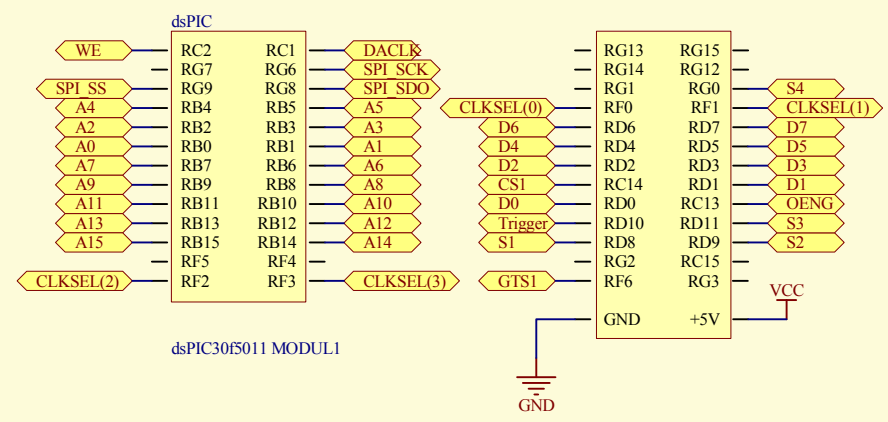 dsPIC
WE RC2 RC1 DACLK
RG7 RG6 SPI_SCK
SPI_SS RG9 RG8 SPI_SDO
A4 RB4 RB5 A5
A2 RB2 RB3 A3
A0 RB0 RB1 A1
A7 RB7 RB6 A6
A9 RB9 RB8 A8
A11 RB11 RB10 A10
A13 RB13 RB12 A12
A15 RB15 RB14 A14
RF5 RF4
CLKSEL(2) RF2 RF3 CLKSEL(3)
dsPIC30f5011 MODUL1
RG13 RG15
RG14 RG12
RG1 RG0 S4
CLKSEL(0) RF0 RF1 CLKSEL(1)
D6 RD6 RD7 D7
D4 RD4 RD5 D5
D2 RD2 RD3 D3
CS1 RC14 RD1 D1
D0 RD0 RC13 OENG
Trigger RD10 RD11 S3
S1 RD8 RD9 S2
RG2 RC15
GTS1 RF6 RG3
VCC
GND +5V
GND